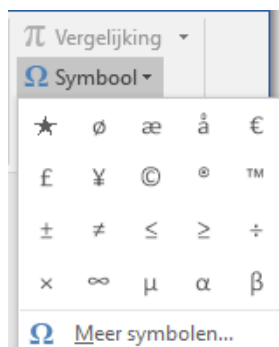 π Vergelijking
Ω Symbool
★ ø æ å €
£ ¥ © ® ™
± ≠ ≤ ≥ ÷
× ∞ µ α β
Ω Meer symbolen...